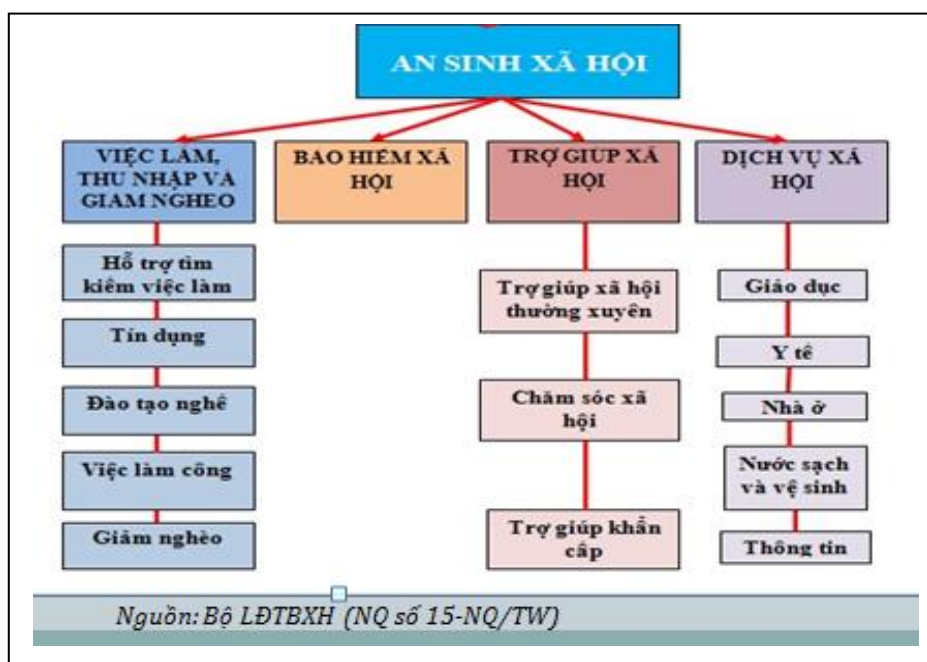 AN SINH XÃ HỘI
VIỆC LÀM,
THU NHẬP VÀ
GIẢM NGHÈO
BẢO HIỂM XÃ
HỘI
TRỢ GIÚP XÃ
HỘI
DỊCH VỤ XÃ
HỘI
Hỗ trợ tìm
kiếm việc làm
Tín dụng
Đào tạo nghề
Việc làm công
Giảm nghèo
Trợ giúp xã hội
thường xuyên
Chăm sóc xã
hội
Trợ giúp khẩn
cấp
Giáo dục
Y tế
Nhà ở
Nước sạch
và vệ sinh
Thông tin
Nguồn: Bộ LĐTBXH (NQ số 15-NQ/TW)